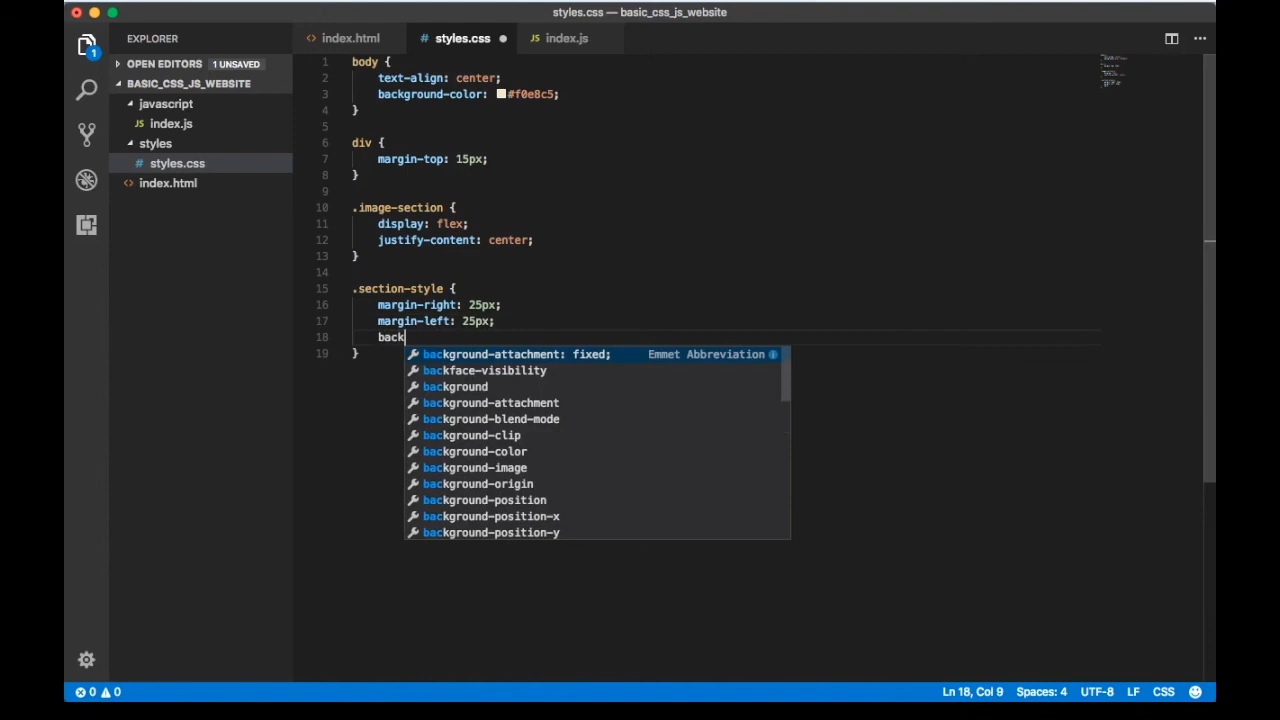 styles.css — basic_css_js_website
EXPLORER
<> index.html
# styles.css
JS index.js
1
OPEN EDITORS 1 UNSAVED
BASIC_CSS_JS_WEBSITE
javascript
JS index.js
styles
# styles.css
<> index.html
1 body {
2 text-align: center;
3 background-color: #f0e8c5;
4 }
5
6 div {
7 margin-top: 15px;
8 }
9
10 .image-section {
11 display: flex;
12 justify-content: center;
13 }
14
15 .section-style {
16 margin-right: 25px;
17 margin-left: 25px;
18 back
19 }
background-attachment: fixed; Emmet Abbreviation
backface-visibility
background
background-attachment
background-blend-mode
background-clip
background-color
background-image
background-origin
background-position
background-position-x
background-position-y
0 0 Ln 18, Col 9 Spaces: 4 UTF-8 LF CSS